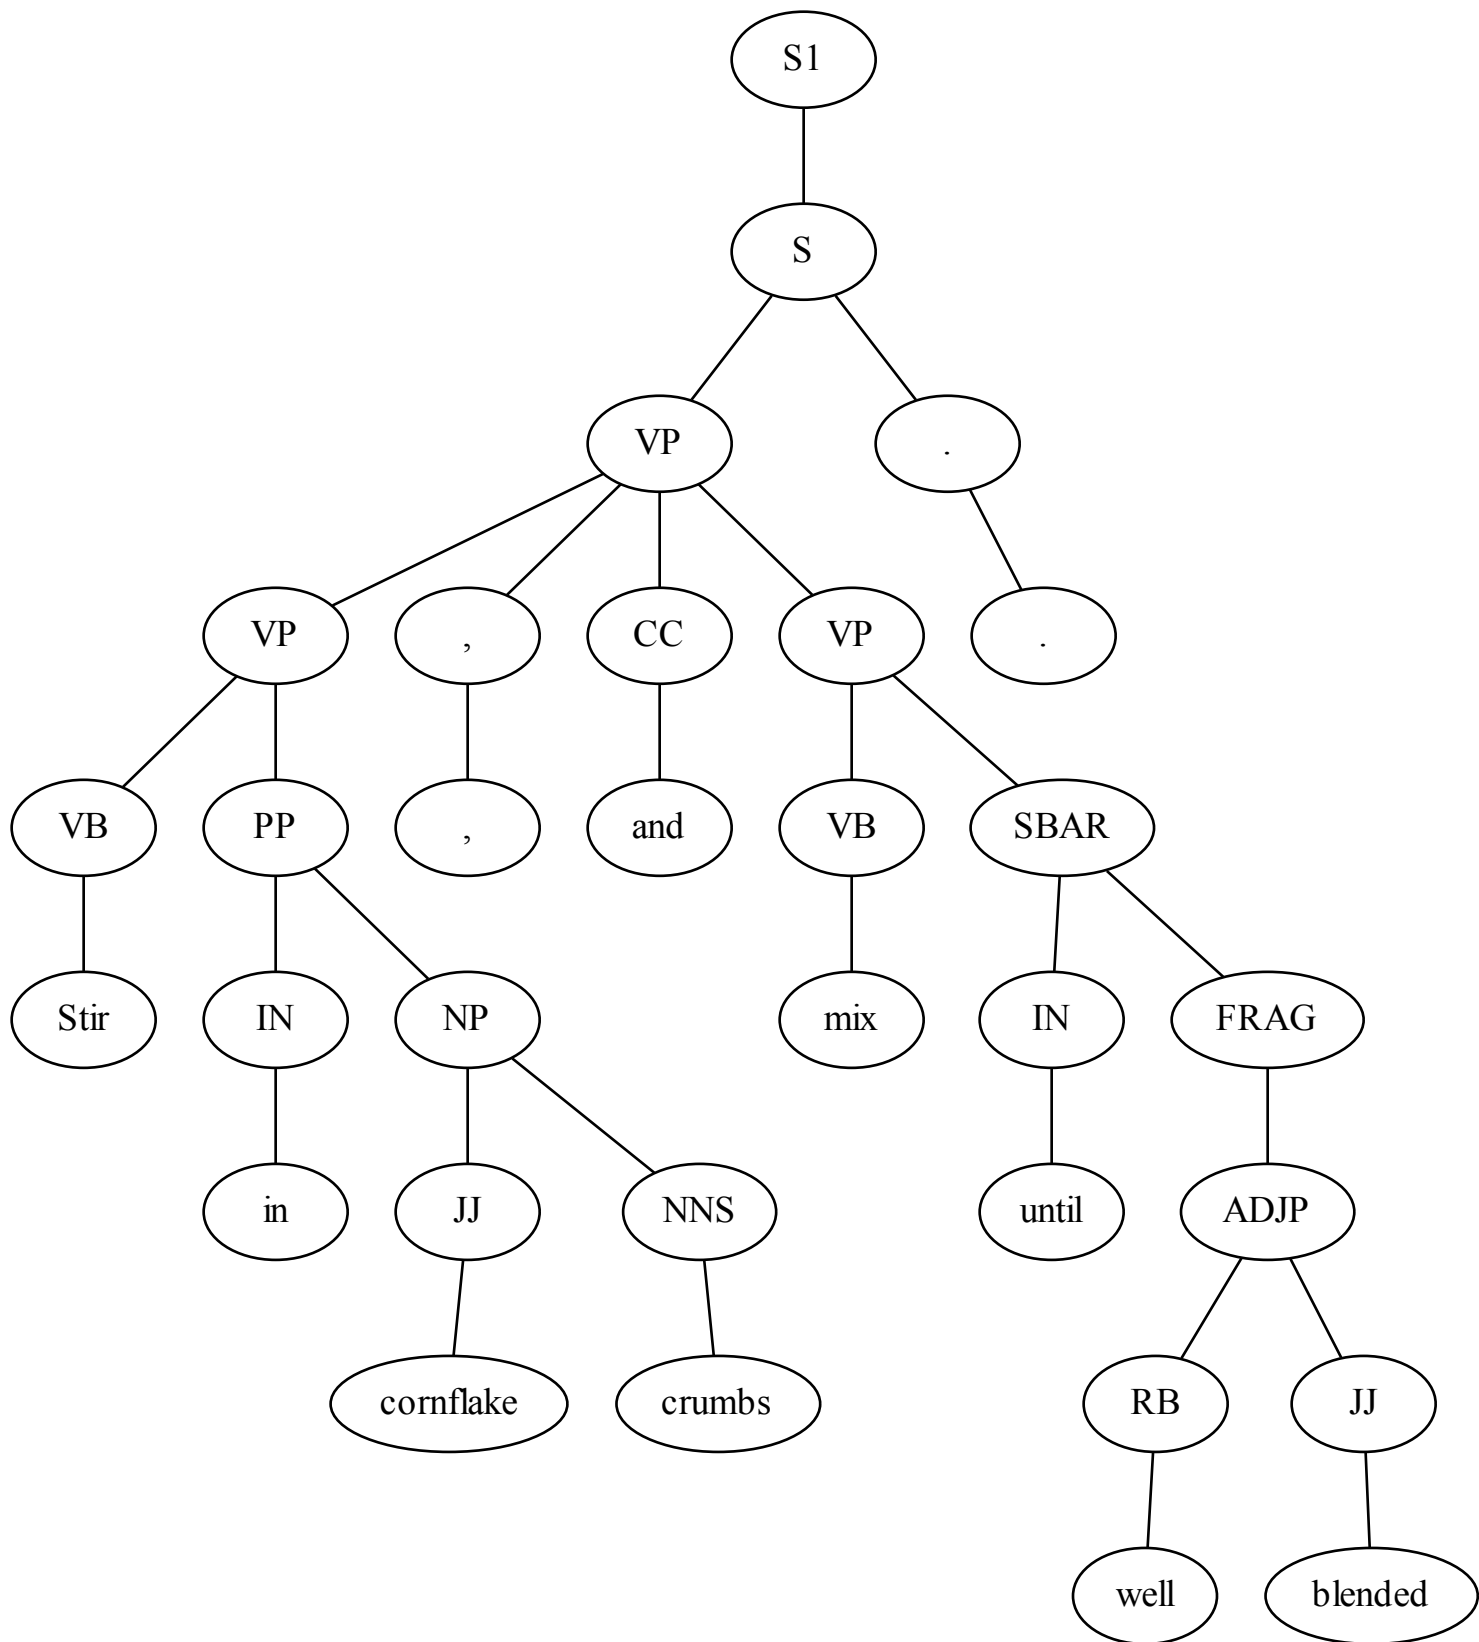 S1
S
VP .
VP , CC VP .
VB PP , and VB SBAR
Stir IN NP mix IN FRAG
in JJ NNS until ADJP
cornflake crumbs RB JJ
well blended